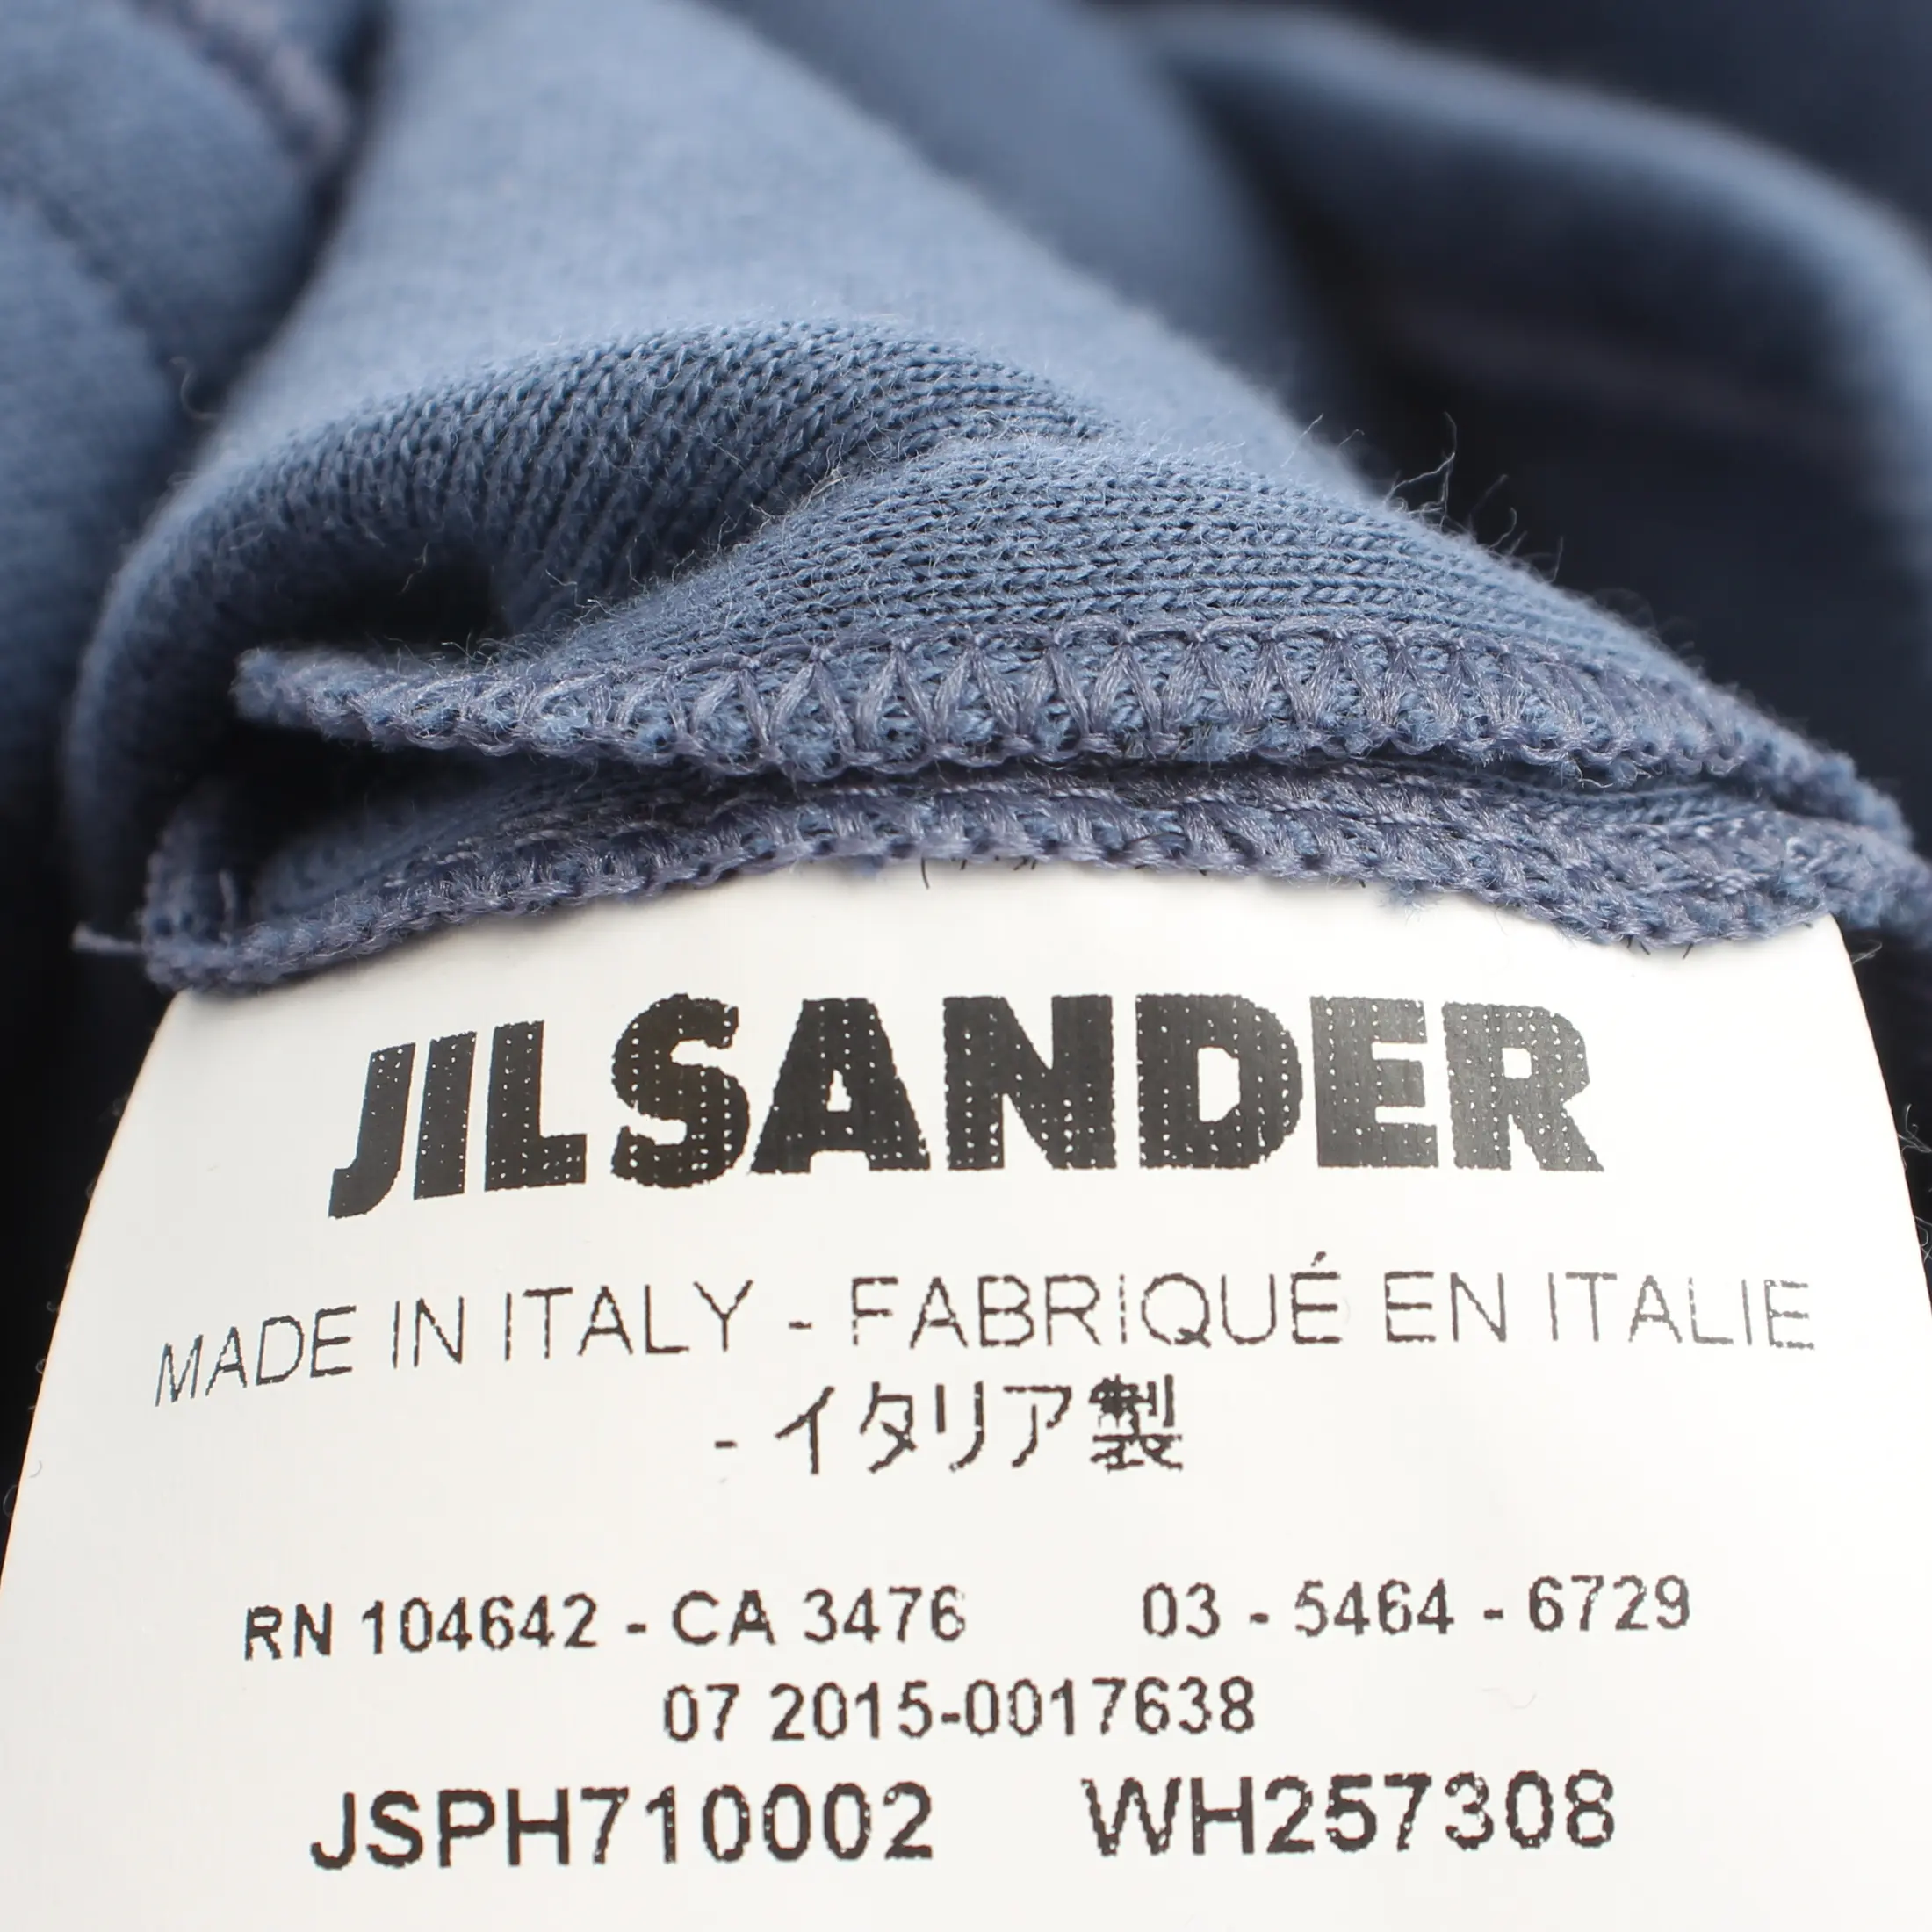 JILSANDER
MADE IN ITALY - FABRIQUÉ EN ITALIE
- イタリア製
RN 104642 - CA 3476 03 - 5464 - 6729
07 2015-0017638
JSPH710002 WH257308